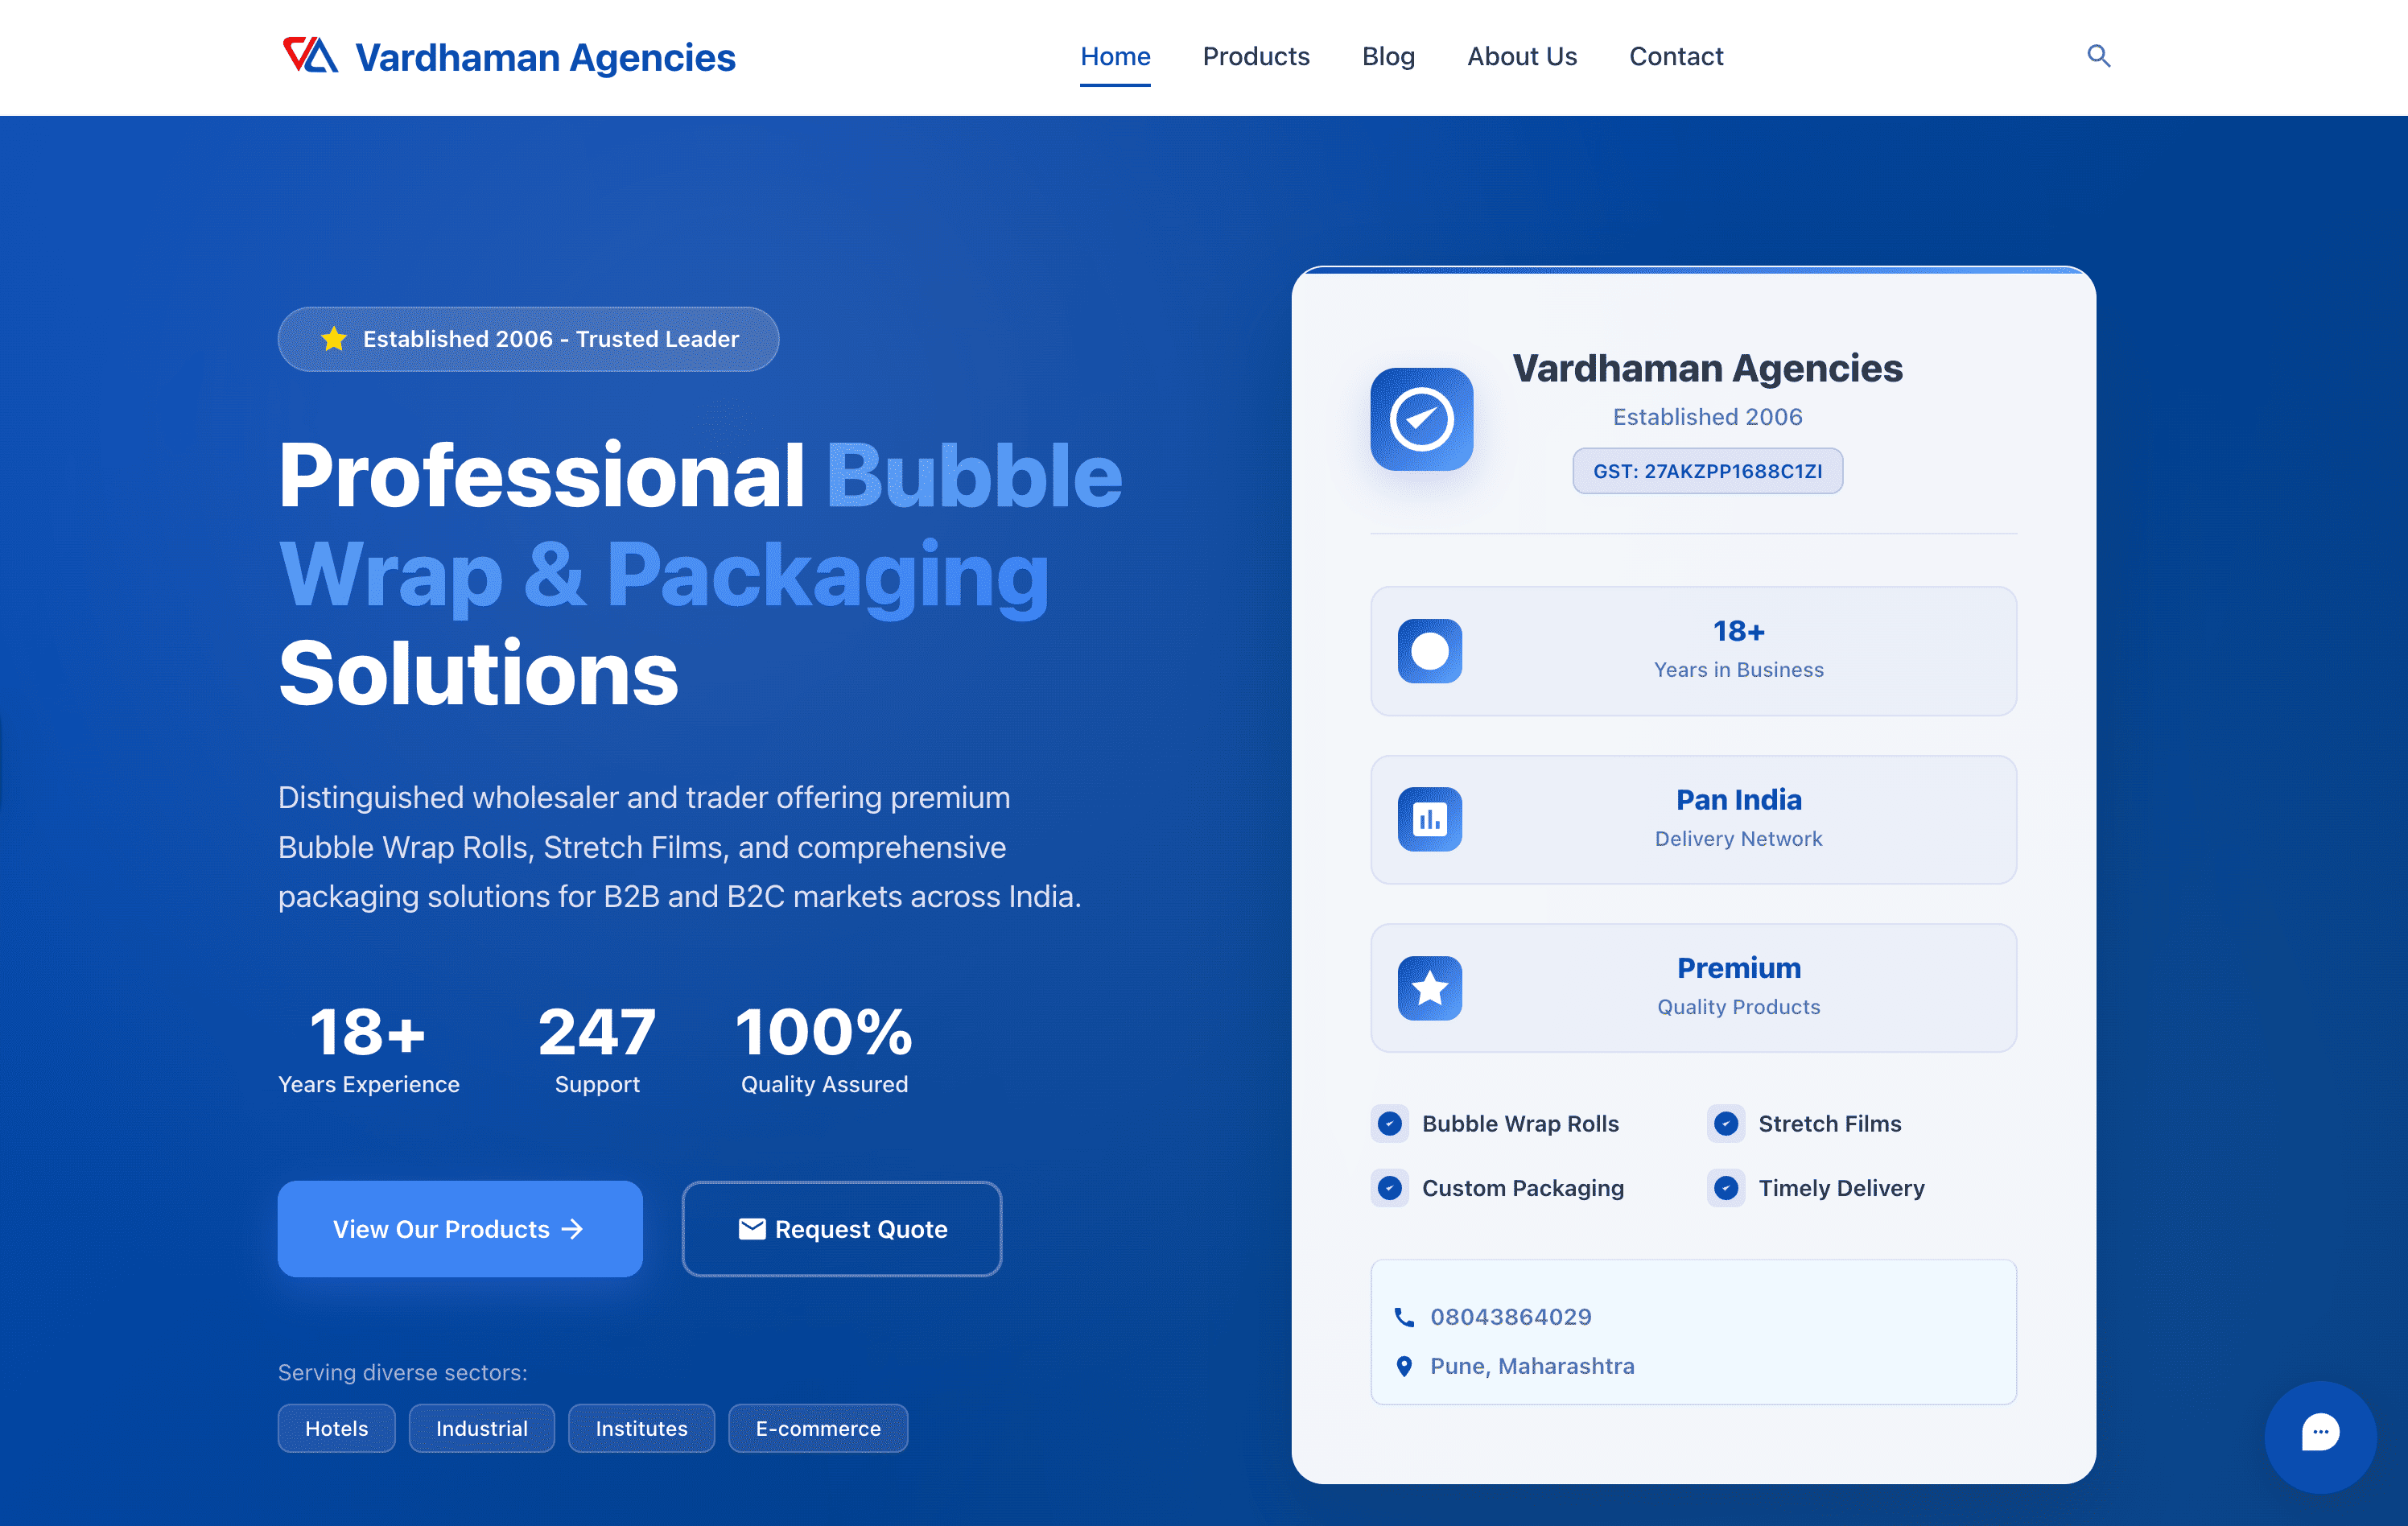 Vardhaman Agencies
Home
Products
Blog
About Us
Contact
Established 2006 - Trusted Leader
Professional Bubble
Wrap & Packaging
Solutions
Distinguished wholesaler and trader offering premium
Bubble Wrap Rolls, Stretch Films, and comprehensive
packaging solutions for B2B and B2C markets across India.
18+
Years Experience
247
Support
100%
Quality Assured
View Our Products →
Request Quote
Serving diverse sectors:
Hotels
Industrial
Institutes
E-commerce
Vardhaman Agencies
Established 2006
GST: 27AKZPP1688C1ZI
18+
Years in Business
Pan India
Delivery Network
Premium
Quality Products
Bubble Wrap Rolls
Stretch Films
Custom Packaging
Timely Delivery
08043864029
Pune, Maharashtra